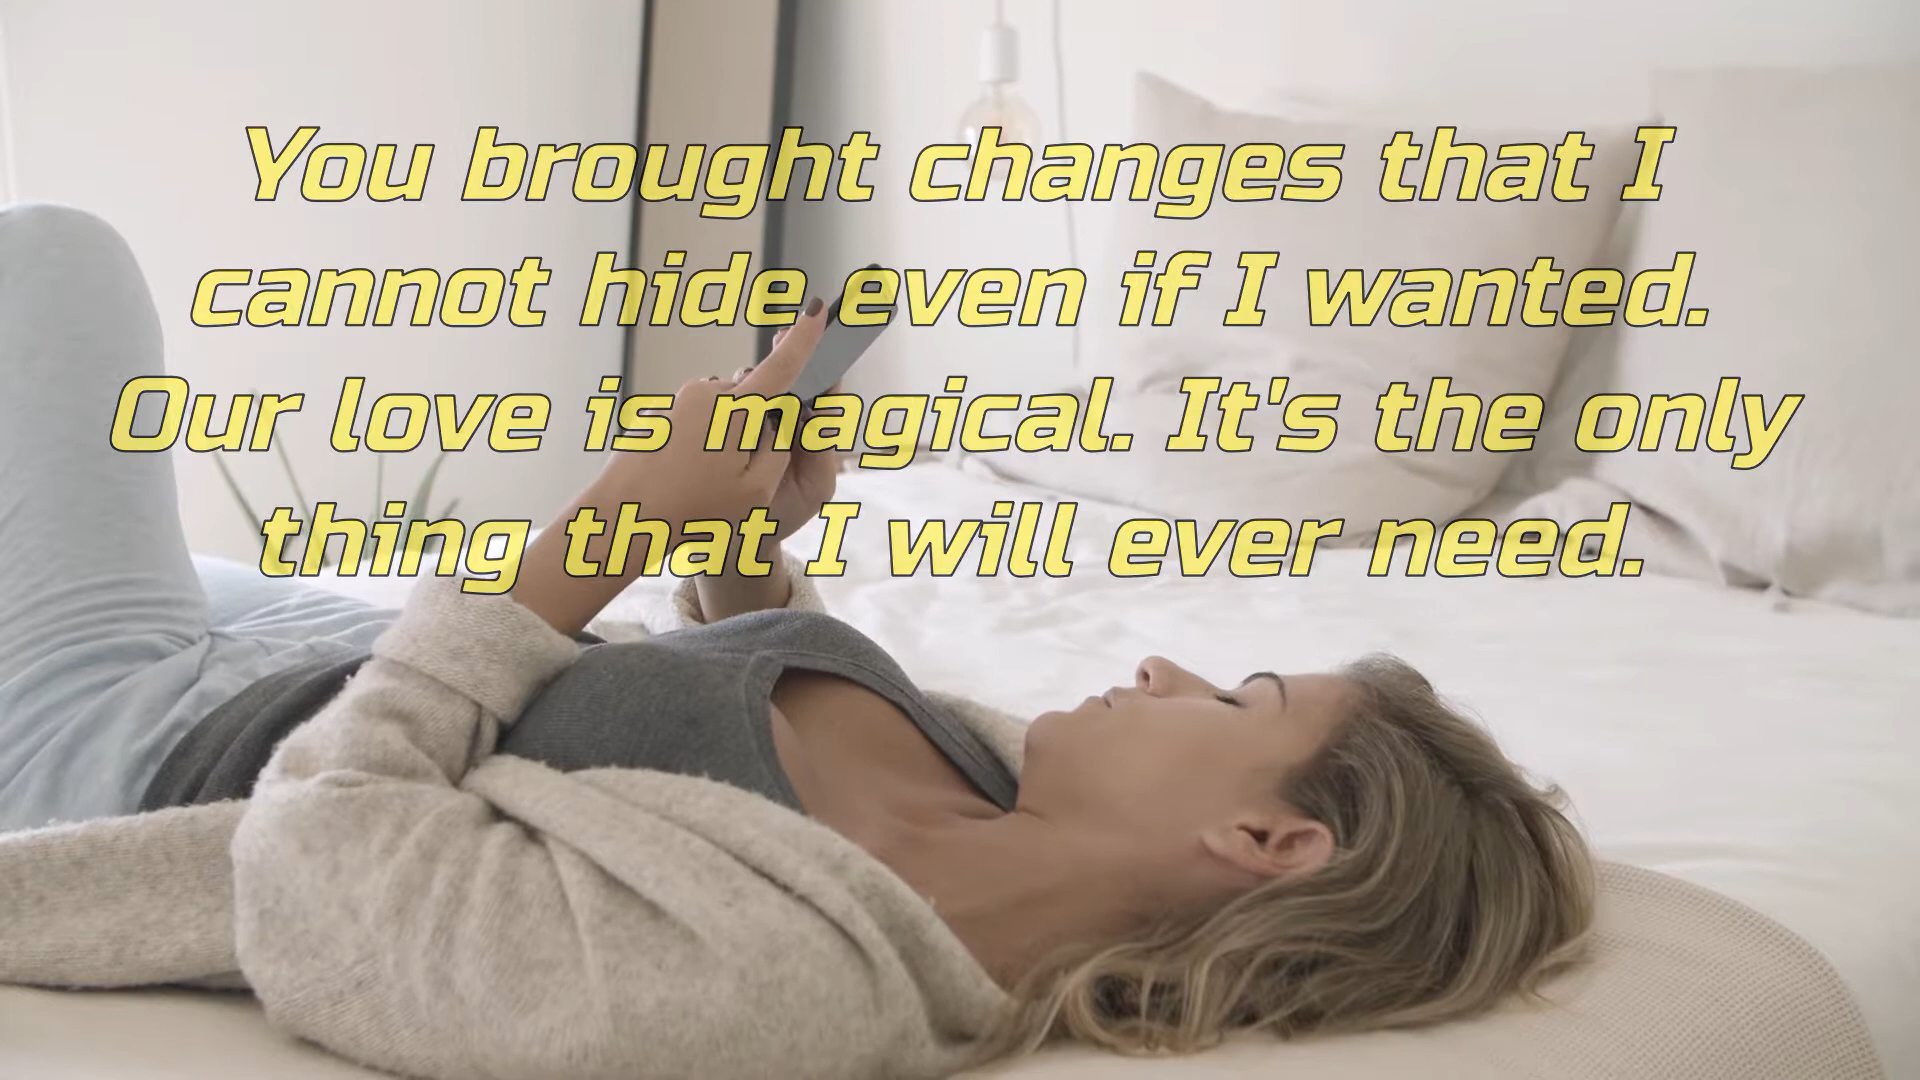 You brought changes that I
cannot hide even if I wanted.
Our love is magical. It's the only
thing that I will ever need.